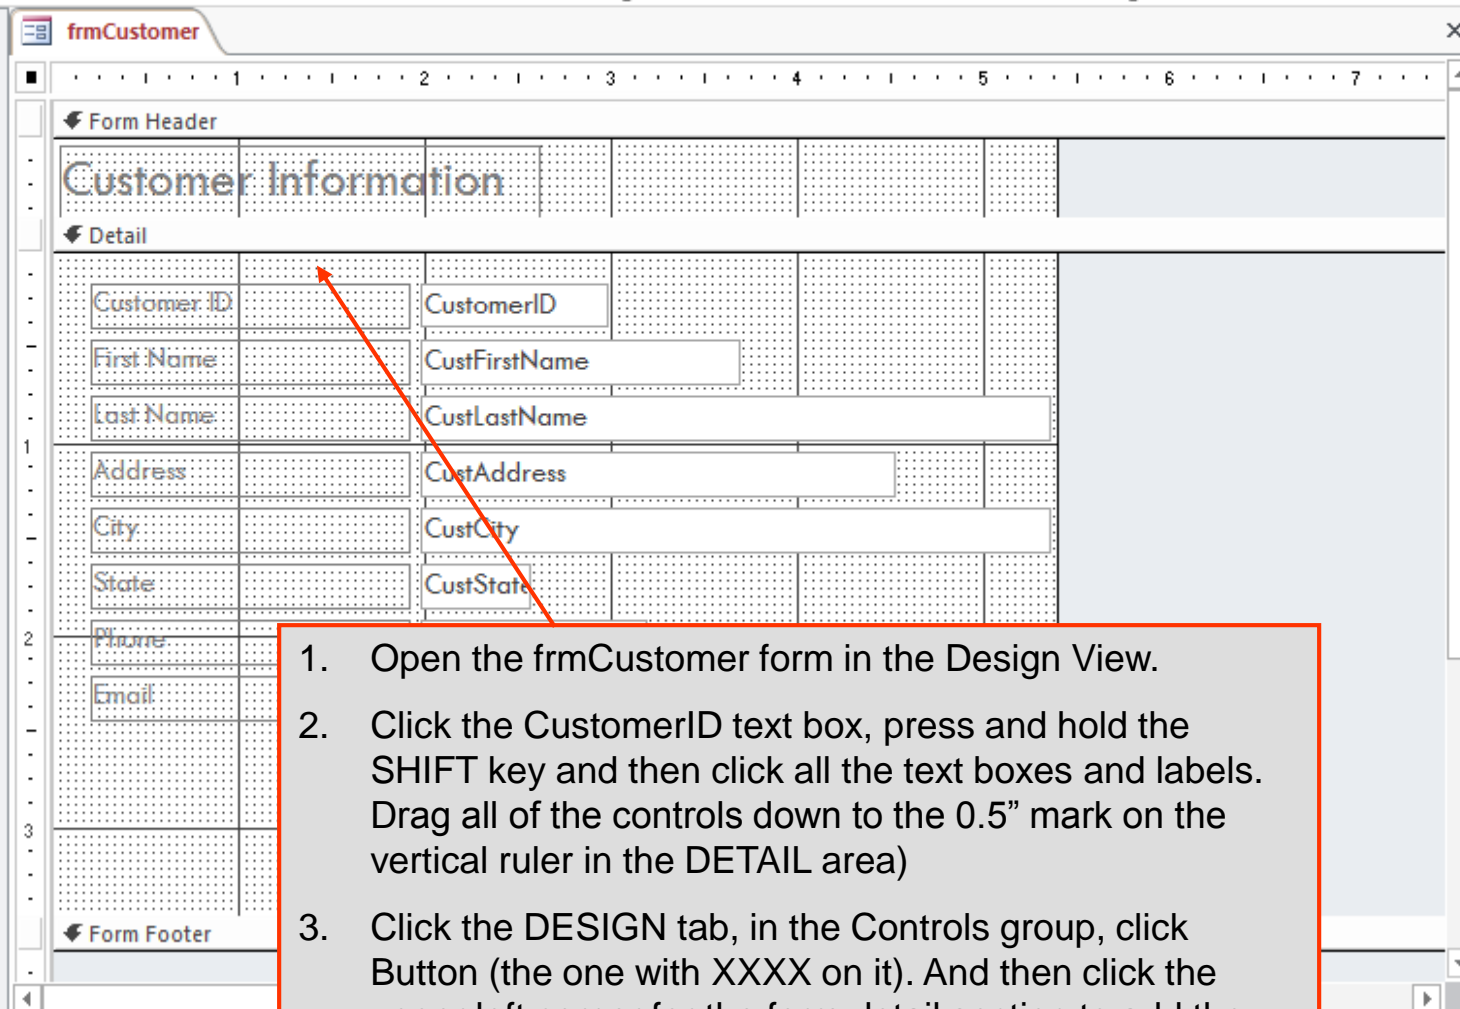 frmCustomer
1 2 3 4 5 6 7
Form Header
Customer Information
Detail
Customer ID CustomerID
First Name CustFirstName
Last Name CustLastName
1
Address CustAddress
City CustCity
State CustState
2
Phone
Email
3
Form Footer
1. Open the frmCustomer form in the Design View.
2. Click the CustomerID text box, press and hold the
SHIFT key and then click all the text boxes and labels.
Drag all of the controls down to the 0.5” mark on the
vertical ruler in the DETAIL area)
3. Click the DESIGN tab, in the Controls group, click
Button (the one with XXXX on it). And then click the